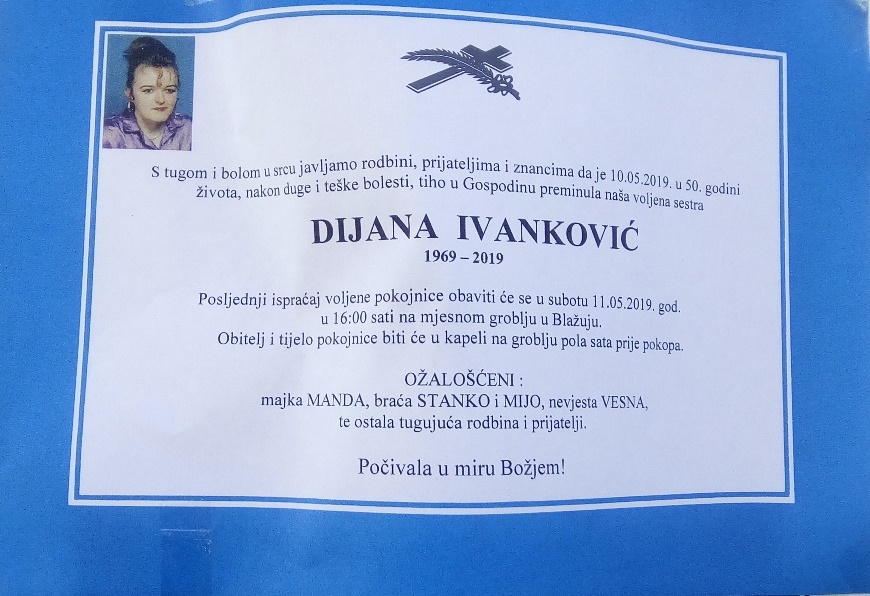 S tugom i bolom u srcu javljamo rodbini, prijateljima i znancima da je 10.05.2019. u 50. godini
života, nakon duge i teške bolesti, tiho u Gospodinu preminula naša voljena sestra
DIJANA IVANKOVIĆ
1969 – 2019
Posljednji ispraćaj voljene pokojnice obaviti će se u subotu 11.05.2019. god.
u 16:00 sati na mjesnom groblju u Blažuju.
Obitelj i tijelo pokojnice biti će u kapeli na groblju pola sata prije pokopa.
OŽALOŠĆENI :
majka MANDA, braća STANKO i MIJO, nevjesta VESNA,
te ostala tugujuća rodbina i prijatelji.
Počivala u miru Božjem!